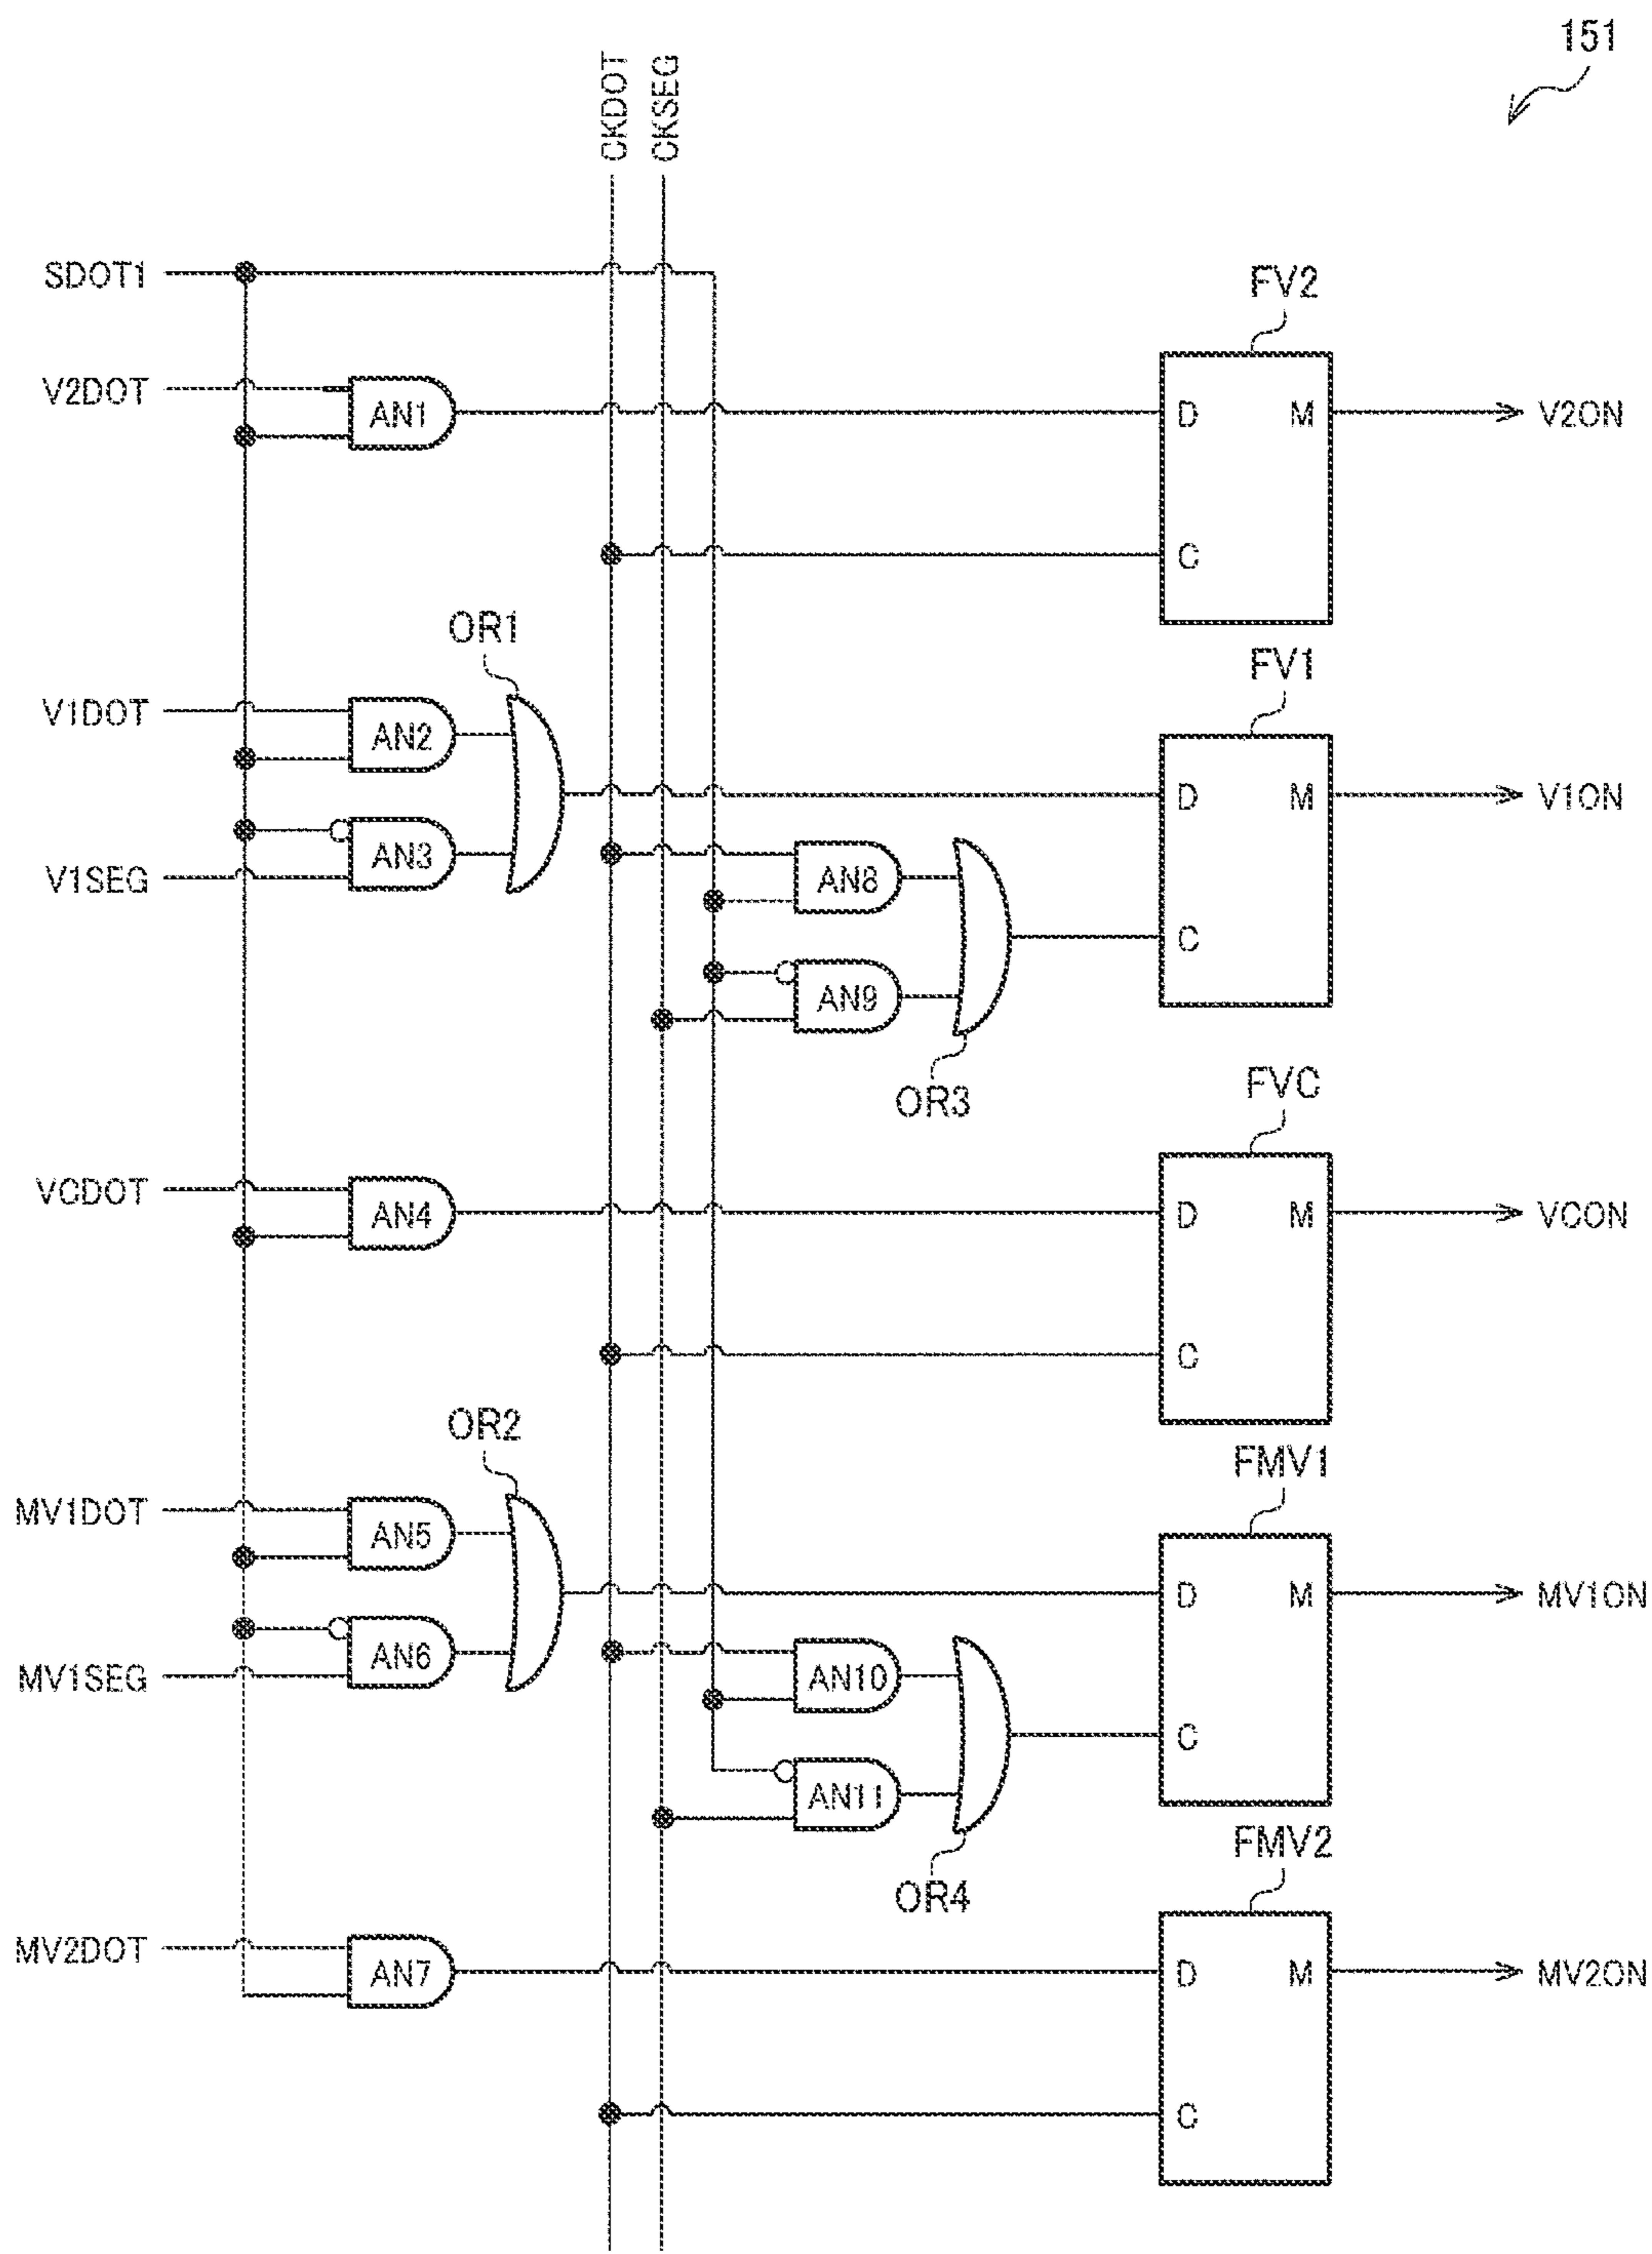 151
CKDOT
CKSEG
SDOT1
FV2
V2DOT
AN1
D
M
V2ON
C
OR1
FV1
V1DOT
AN2
D
M
V1ON
AN3
V1SEG
AN8
C
AN9
OR3
FVC
VCDOT
AN4
D
M
VCON
C
OR2
FMV1
MV1DOT
AN5
D
M
MV1ON
AN6
MV1SEG
AN10
C
AN11
FMV2
OR4
MV2DOT
AN7
D
M
MV2ON
C